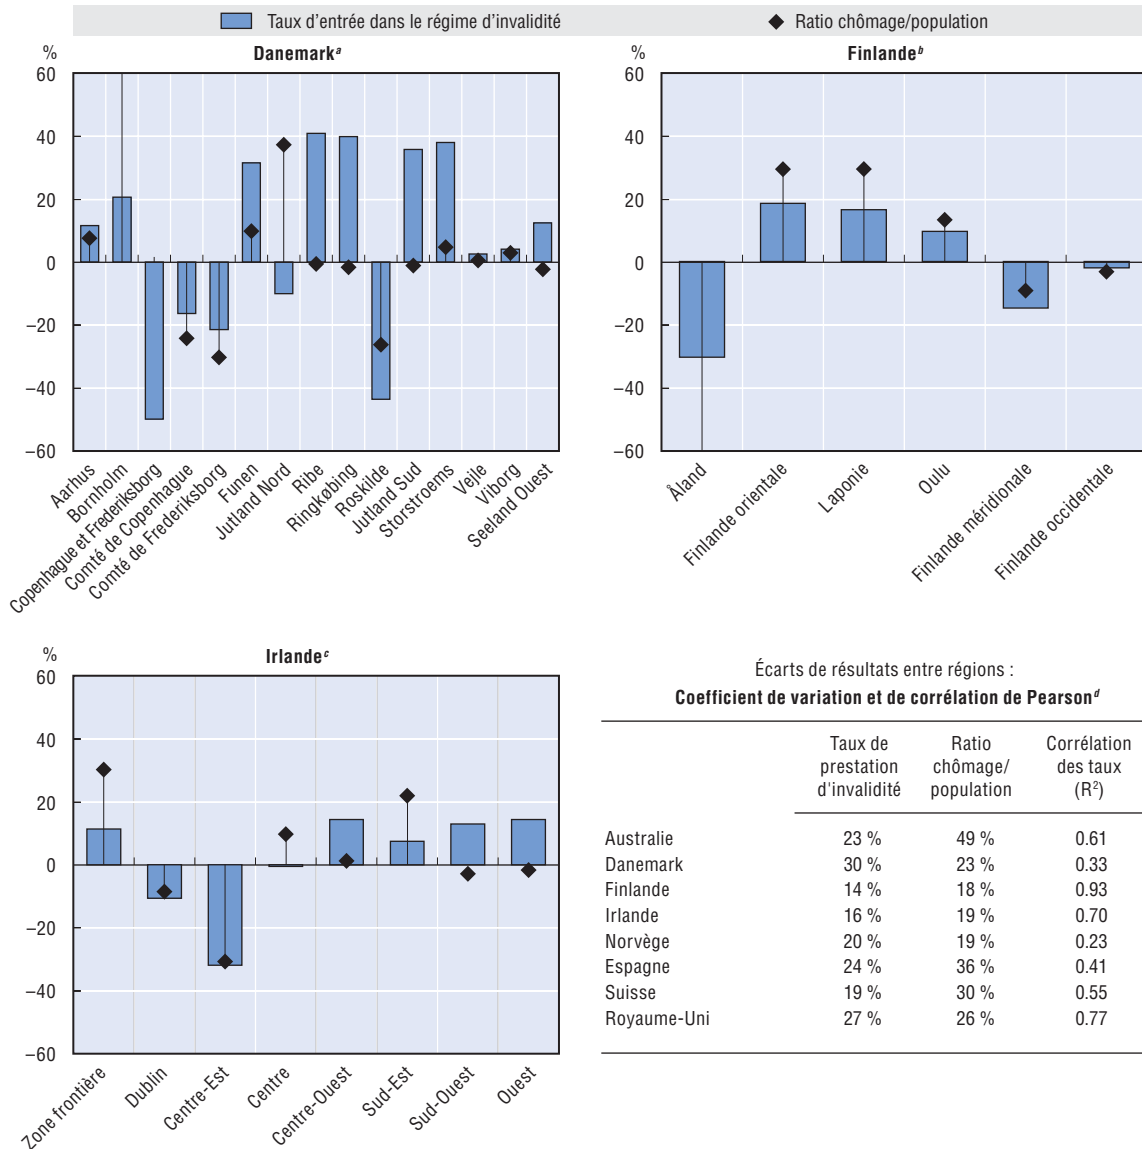 Taux d'entrée dans le régime d'invalidité
Ratio chômage/population
%
Danemark a
60
40
20
0
–20
–40
–60
Aarhus
Bornholm
Copenhague et Frederiksborg
Comté de Copenhague
Comté de Frederiksborg
Funen
Jutland Nord
Ribe
Ringkøbing
Roskilde
Jutland Sud
Storstroems
Vejle
Viborg
Seeland Ouest
%
Finlande b
60
40
20
0
–20
–40
–60
Åland
Finlande orientale
Laponie
Oulu
Finlande méridionale
Finlande occidentale
%
Irlande c
60
40
20
0
–20
–40
–60
Zone frontière
Dublin
Centre-Est
Centre
Centre-Ouest
Sud-Est
Sud-Ouest
Ouest
Écarts de résultats entre régions :
Coefficient de variation et de corrélation de Pearson d
Taux de prestation d'invalidité
Ratio chômage/ population
Corrélation des taux (R²)
Australie 23 % 49 % 0.61
Danemark 30 % 23 % 0.33
Finlande 14 % 18 % 0.93
Irlande 16 % 19 % 0.70
Norvège 20 % 19 % 0.23
Espagne 24 % 36 % 0.41
Suisse 19 % 30 % 0.55
Royaume-Uni 27 % 26 % 0.77